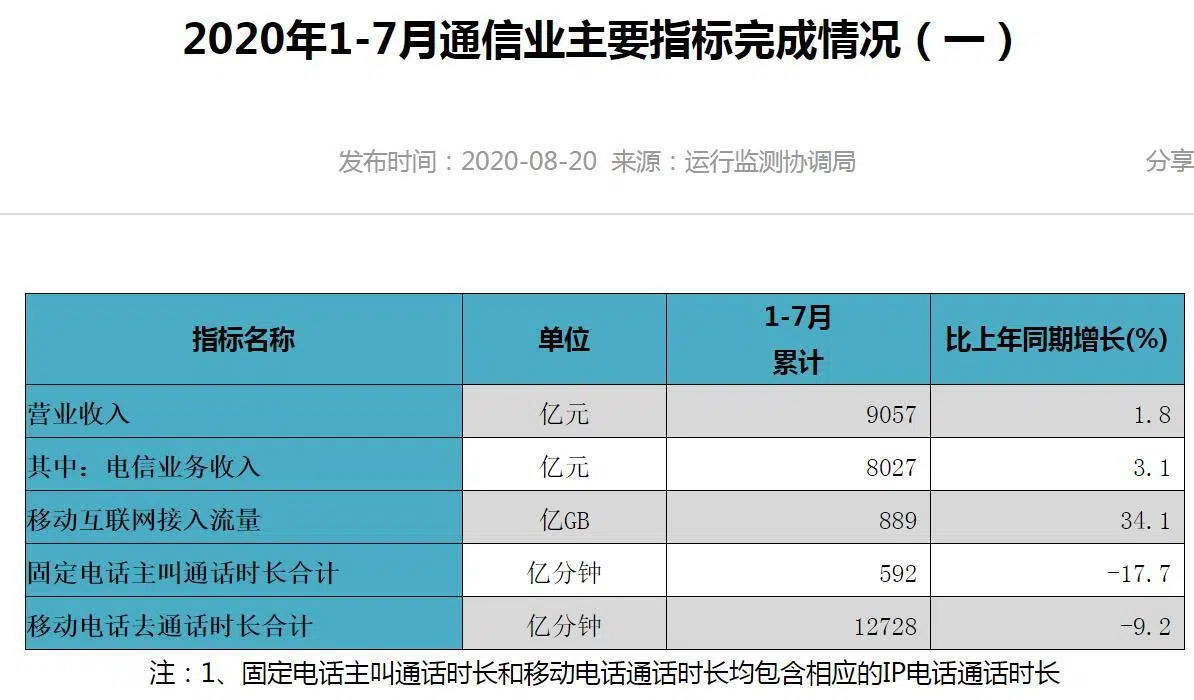 2020年1-7月通信业主要指标完成情况（一）
发布时间：2020-08-20 来源：运行监测协调局 分享
指标名称 单位 1-7月 累计 比上年同期增长(%)
营业收入 亿元 9057 1.8
其中：电信业务收入 亿元 8027 3.1
移动互联网接入流量 亿GB 889 34.1
固定电话主叫通话时长合计 亿分钟 592 -17.7
移动电话去通话时长合计 亿分钟 12728 -9.2
注：1、固定电话主叫通话时长和移动电话通话时长均包含相应的IP电话通话时长